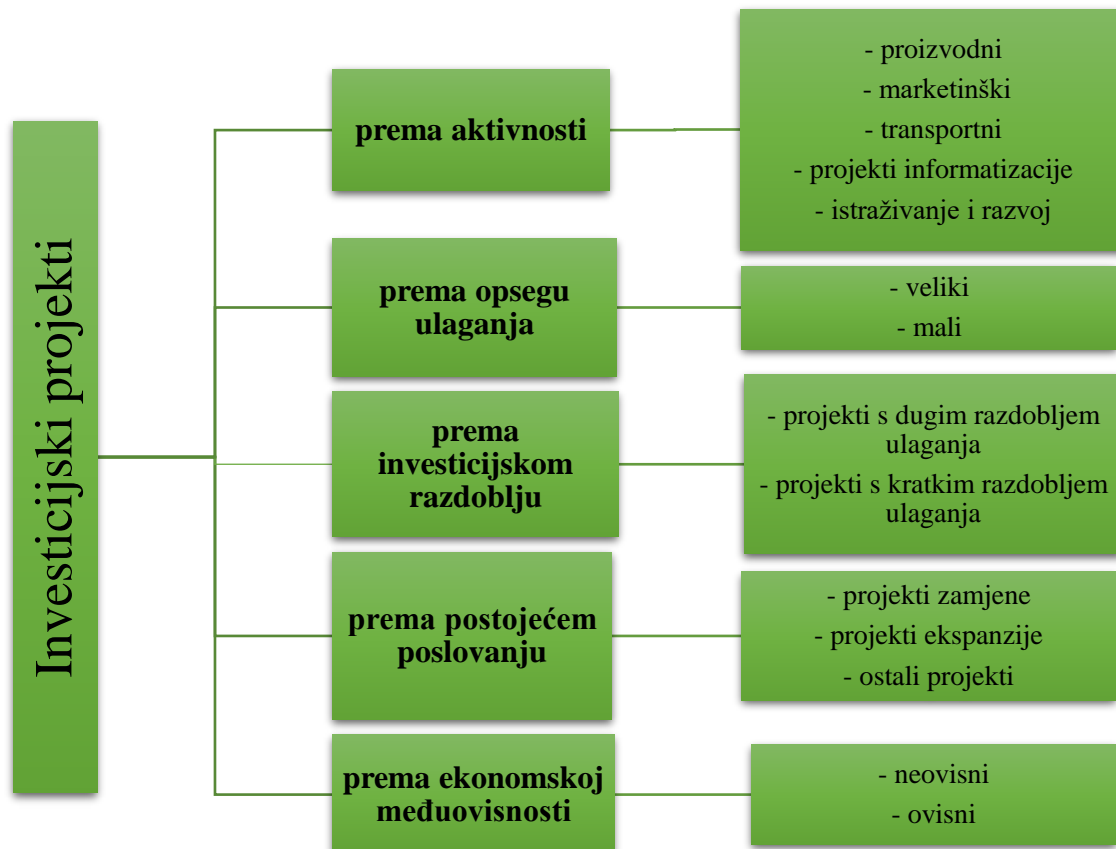 Investicijski projekti
prema aktivnosti
- proizvodni
- marketinški
- transportni
- projekti informatizacije
- istraživanje i razvoj
prema opsegu
ulaganja
- veliki
- mali
prema
investicijskom
razdoblju
- projekti s dugim razdobljem
ulaganja
- projekti s kratkim razdobljem
ulaganja
prema postojećem
poslovanju
- projekti zamjene
- projekti ekspanzije
- ostali projekti
prema ekonomskoj
međuovisnosti
- neovisni
- ovisni